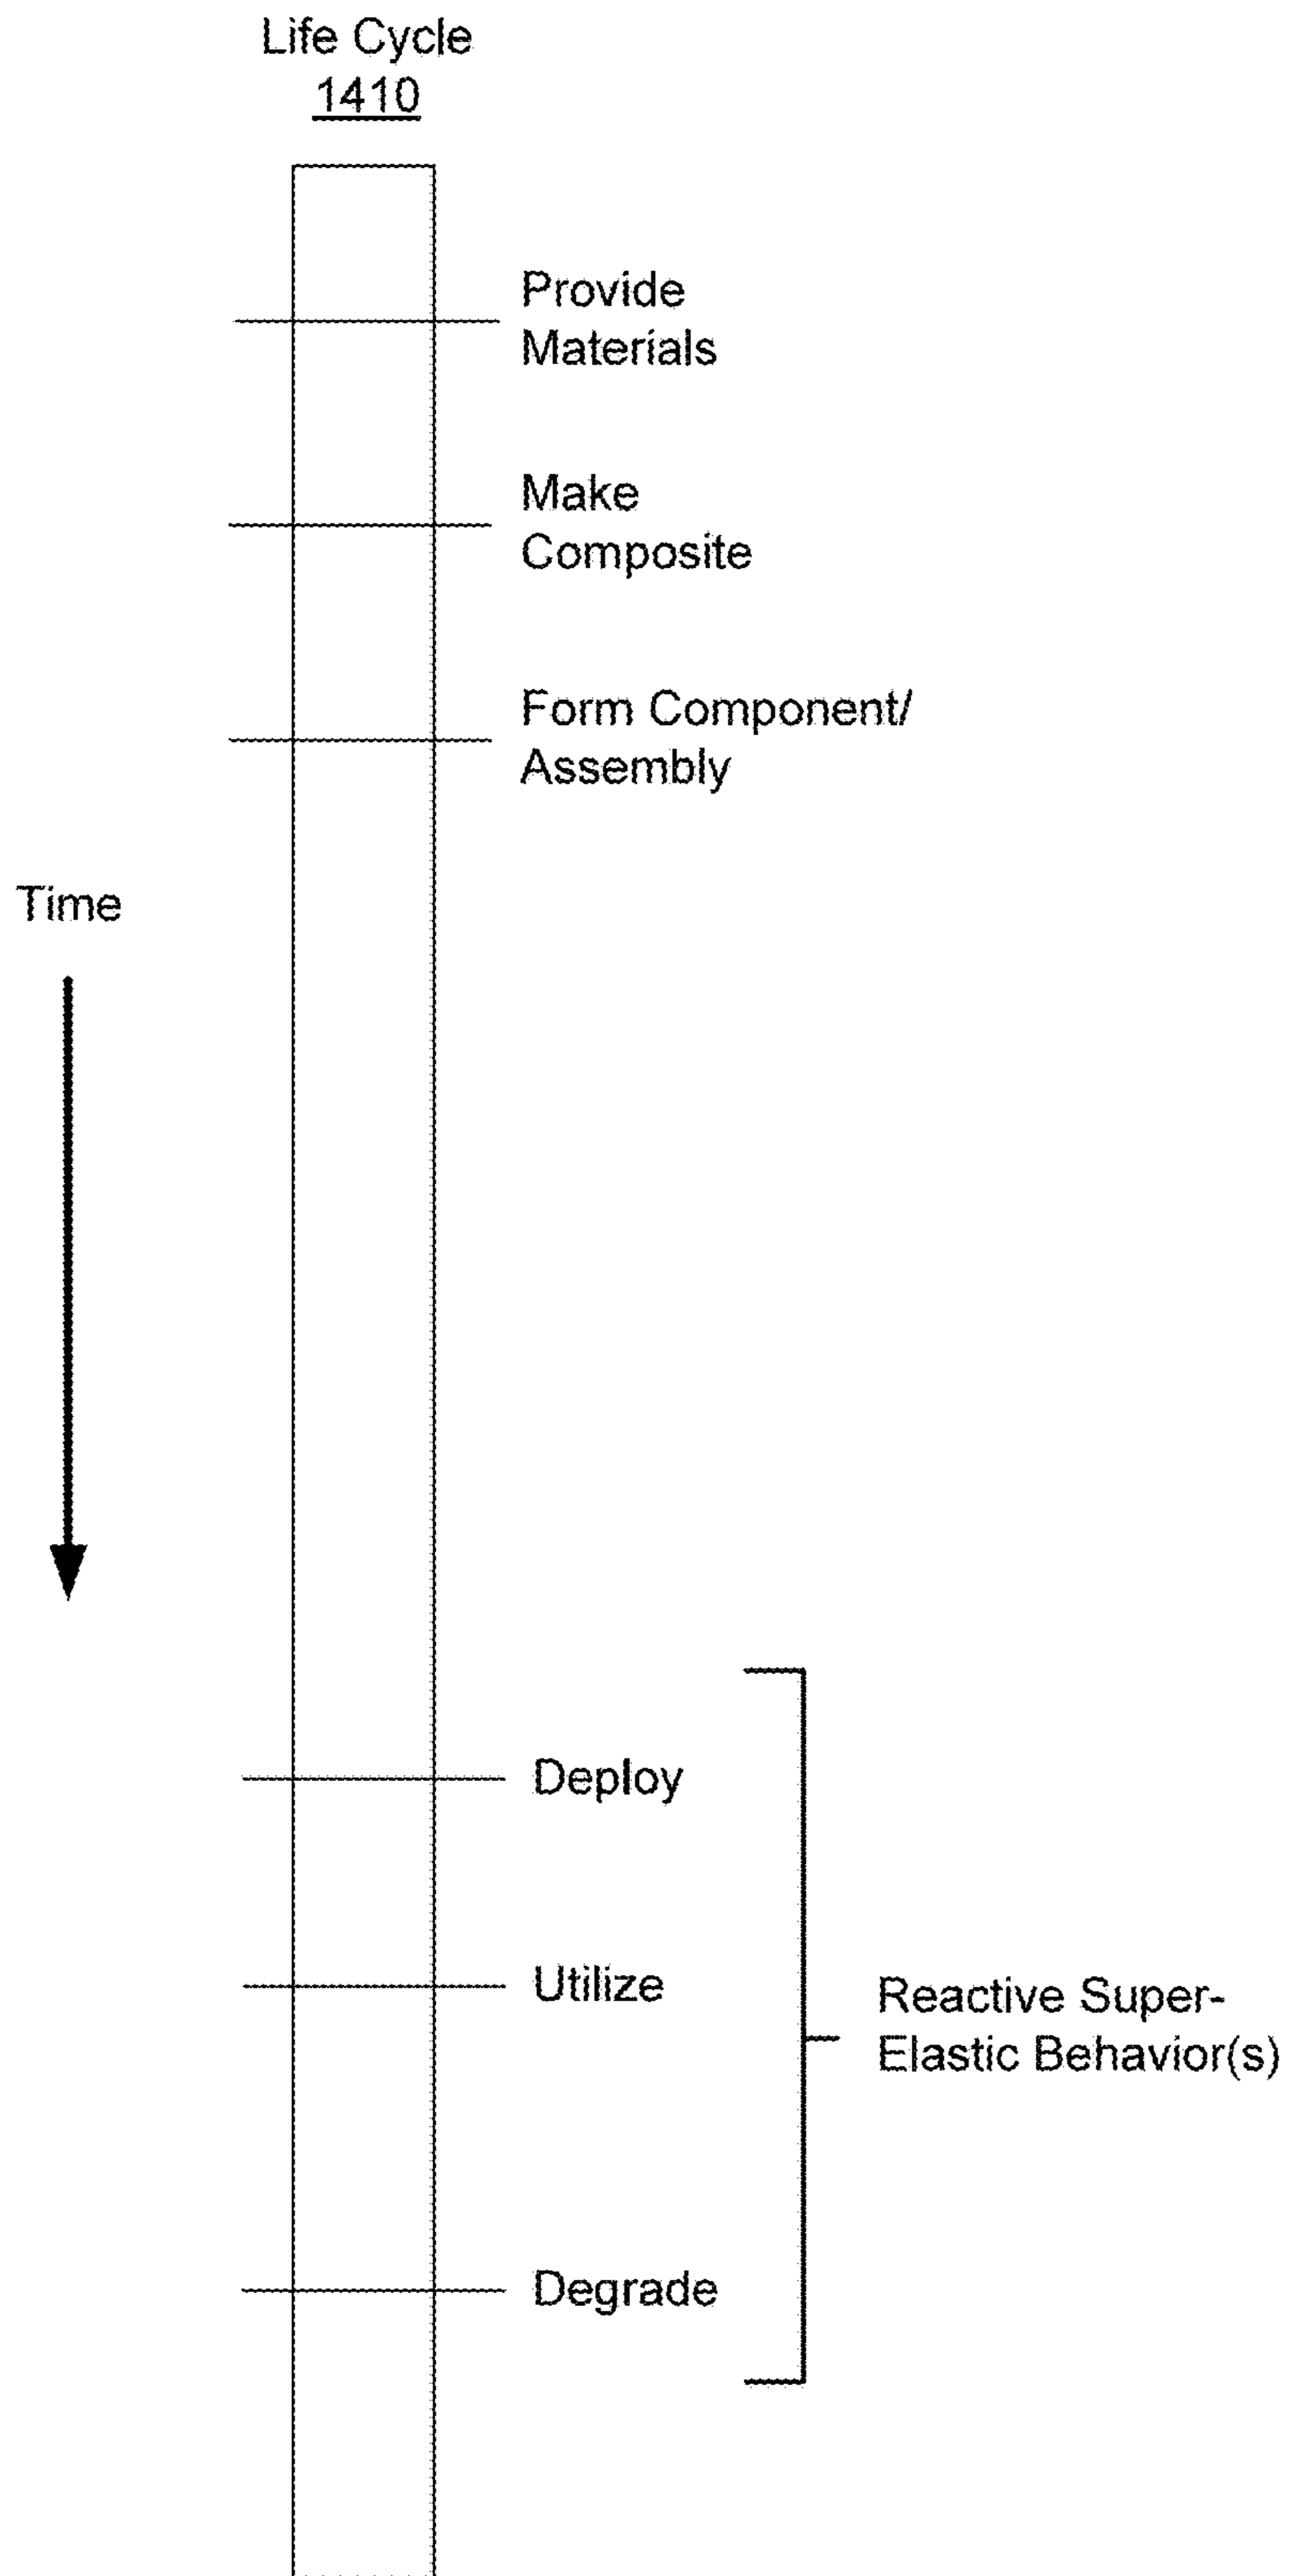 Life Cycle
1410
Provide
Materials
Make
Composite
Form Component/
Assembly
Time
Deploy
Utilize
Reactive Super-
Elastic Behavior(s)
Degrade